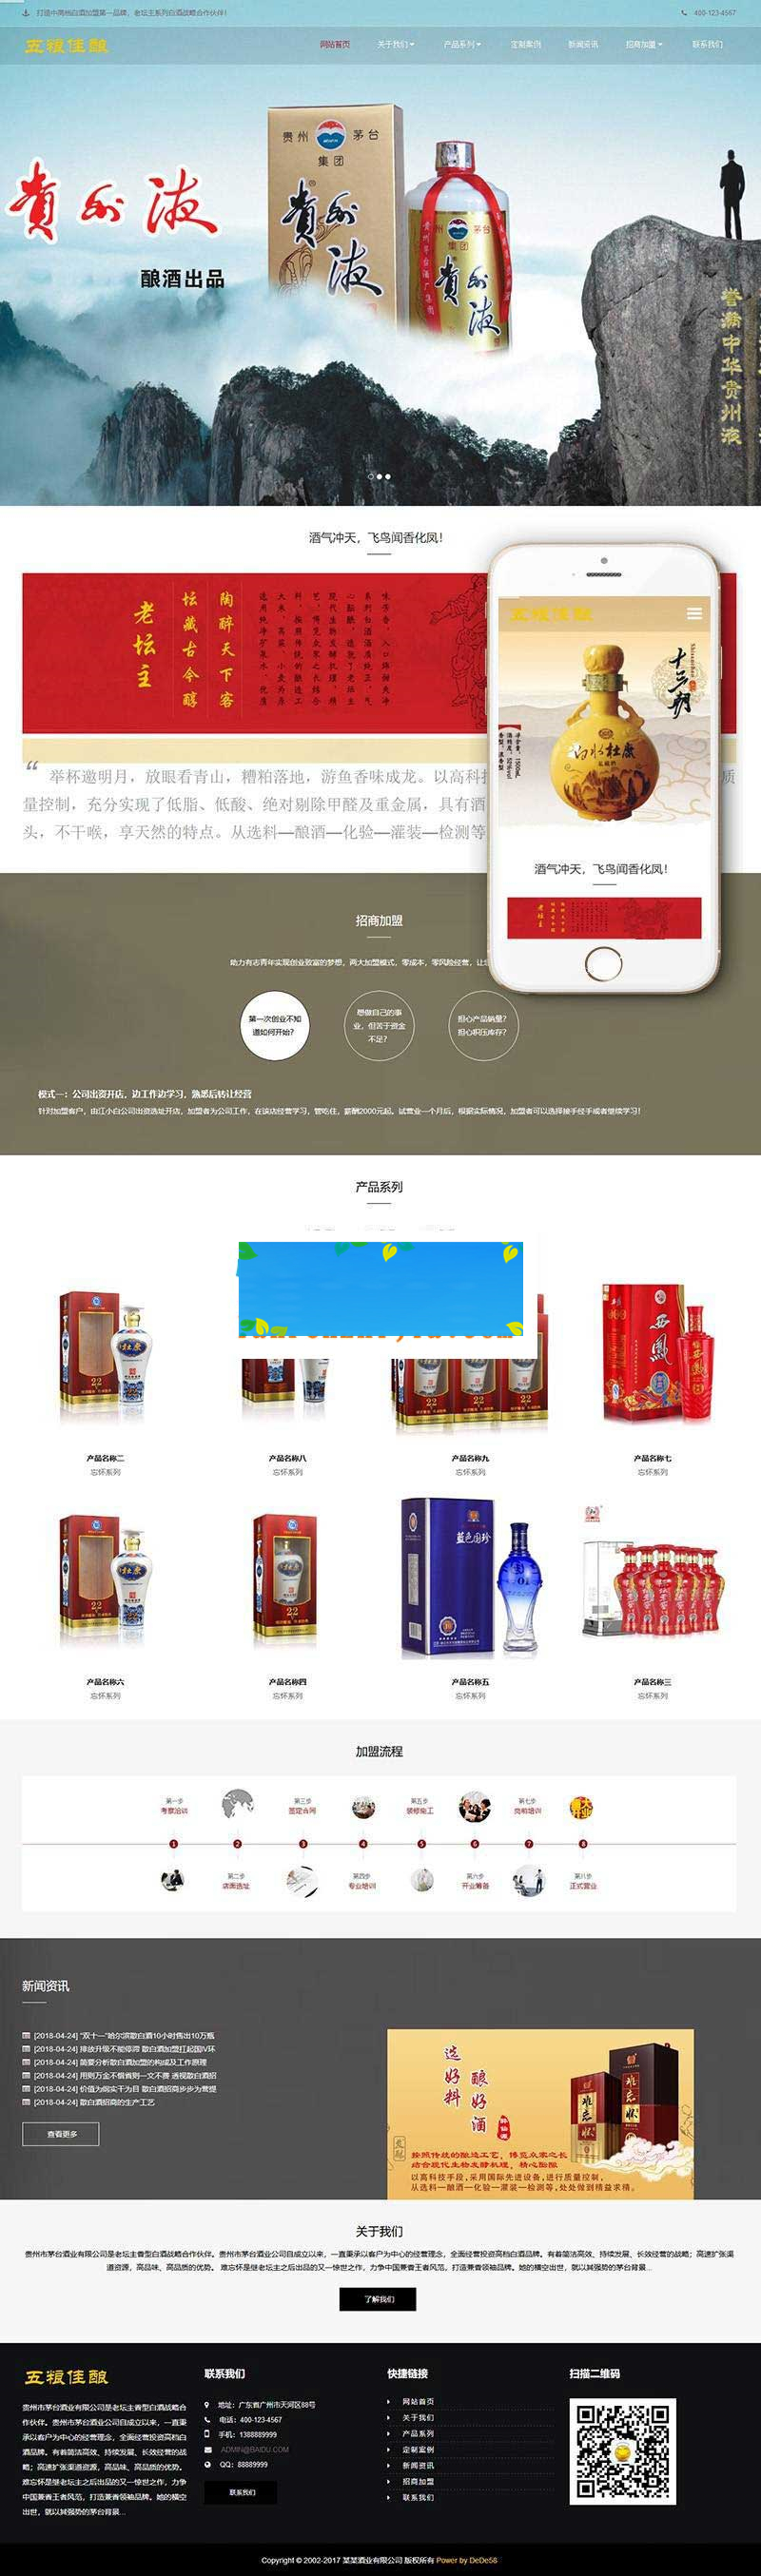 打造中高档白酒加盟第一品牌，老坛主系列白酒战略合作伙伴！
400-123-4567
五粮佳酿
网站首页
关于我们
产品系列
定制案例
新闻资讯
招商加盟
联系我们
贵州液
酿酒出品
贵州茅台
集团
贵州液
贵州茅台
集团
贵州液
誉满中华贵州液
酒气冲天，飞鸟闻香化凤！
老坛主
坛藏古今醇
陶醉天下客
举杯邀明月，放眼看青山，糟粕落地，游鱼香味成龙。以高科技
质
量控制，充分实现了低脂、低酸、绝对剔除甲醛及重金属，具有酒
头，不干喉，享天然的特点。从选料—酿酒—化验—灌装—检测等
五粮佳酿
十三朝
白水杜康
酒气冲天，飞鸟闻香化凤！
老坛主
招商加盟
助力有志青年实现创业致富的梦想，两大加盟模式，零成本，零风险经营，让您
第一次创业不知
道如何开始？
想做自己的事
业，但苦于资金
不足？
担心产品销量？
担心积压库存？
模式一：公司出资开店，边工作边学习，熟悉后转让经营
针对加盟客户，由江小白公司出资选址开店，加盟者为公司工作，在该店经营学习，管吃住，薪酬2000元起。试营业一个月后，根据实际情况，加盟者可以选择接手经手或者继续学习！
产品系列
杜康
22
西鳳
产品名称二
忘怀系列
产品名称八
忘怀系列
产品名称九
忘怀系列
产品名称七
忘怀系列
杜康
22
22
蓝色国珍
产品名称六
忘怀系列
产品名称四
忘怀系列
产品名称五
忘怀系列
产品名称三
忘怀系列
加盟流程
第一步
考察洽谈
第三步
签定合同
第五步
装修施工
第七步
岗前培训
1
2
3
4
5
6
7
8
第二步
店面选址
第四步
专业培训
第六步
开业筹备
第八步
正式营业
新闻资讯
[2018-04-24] “双十一”哈尔滨散白酒10小时售出10万瓶
[2018-04-24] 排放升级不能停滞 散白酒加盟扛起国IV环
[2018-04-24] 简要分析散白酒加盟的构成及工作原理
[2018-04-24] 用则万金不惜省则一文不费 透视散白酒招
[2018-04-24] 价值为纲实干为目 散白酒招商步步为营提
[2018-04-24] 散白酒招商的生产工艺
查看更多
选好料
酿好酒
难忘怀
按照传统的酿造工艺，博览众家之长
结合现代生物发酵机理，精心酝酿
以高科技手段,采用国际先进设备,进行质量控制,
从选料—酿酒—化验—灌装—检测等,处处做到精益求精。
关于我们
贵州市茅台酒业有限公司是老坛主香型白酒战略合作伙伴。贵州市茅台酒业公司自成立以来，一直秉承以客户为中心的经营理念，全面经营投资高档白酒品牌。有着简洁高效、持续发展、长效经营的战略；高速扩张渠
道资源，高品味、高品质的优势。 难忘怀是继老坛主之后出品的又一惊世之作，力争中国兼香王者风范，打造兼香领袖品牌。她的横空出世，就以其强势的茅台背景...
了解我们
五粮佳酿
贵州市茅台酒业有限公司是老坛主香型白酒战略合
作伙伴。贵州市茅台酒业公司自成立以来，一直秉
承以客户为中心的经营理念，全面经营投资高档白
酒品牌。有着简洁高效、持续发展、长效经营的战
略；高速扩张渠道资源，高品味、高品质的优势。
难忘怀是继老坛主之后出品的又一惊世之作，力争
中国兼香王者风范，打造兼香领袖品牌。她的横空
出世，就以其强势的茅台背景...
联系我们
地址：广东省广州市天河区88号
电话：400-123-4567
手机：1388889999
ADMIN@BAIDU.COM
QQ：88889999
联系我们
快捷链接
网站首页
关于我们
产品系列
定制案例
新闻资讯
招商加盟
联系我们
扫描二维码
Copyright © 2002-2017 某某酒业有限公司 版权所有 Power by DeDe58